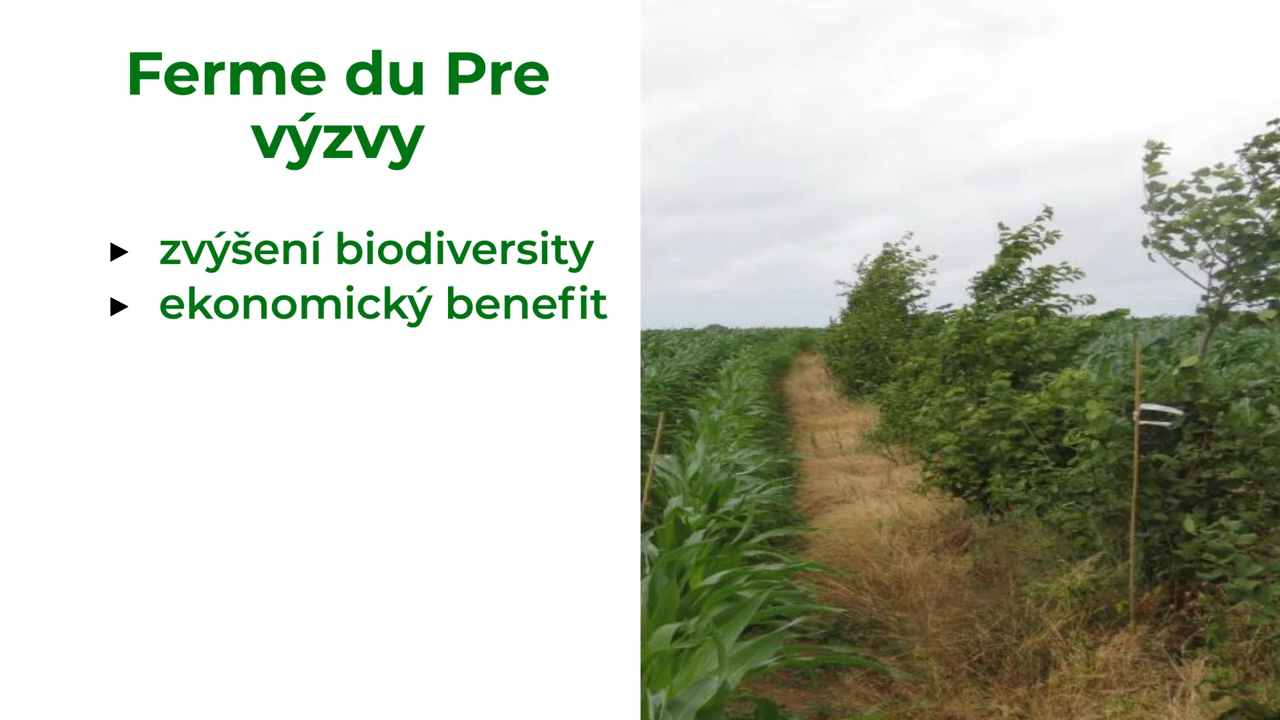 Ferme du Pre
výzvy
zvýšení biodiversity
ekonomický benefit